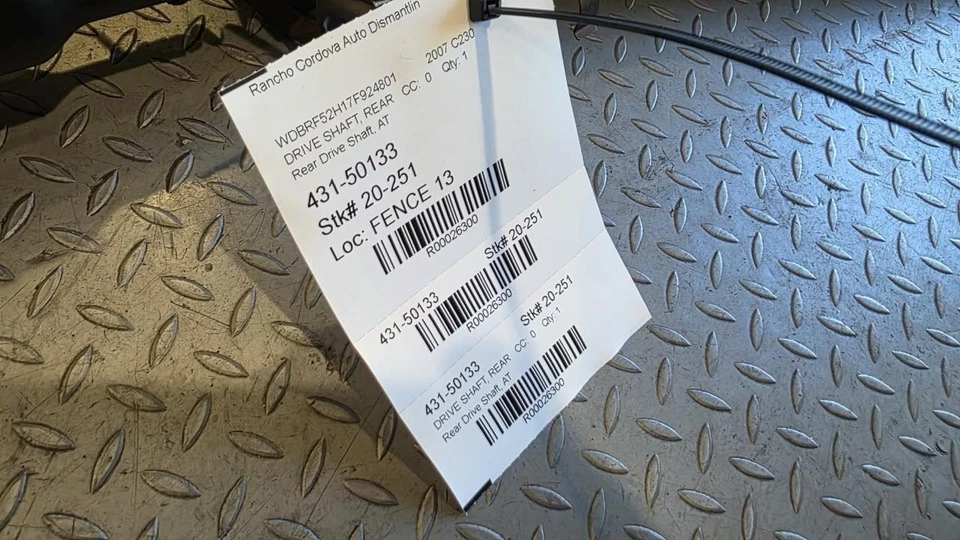 Rancho Cordova Auto Dismantlin
WDBRF52H17F924801 2007 C230
DRIVE SHAFT, REAR CC: 0 Qty: 1
Rear Drive Shaft, AT
431-50133
Stk# 20-251
Loc: FENCE 13
R00026300
431-50133 Stk# 20-251
R00026300
431-50133 Stk# 20-251
DRIVE SHAFT, REAR CC: 0 Qty: 1
Rear Drive Shaft, AT
R00026300